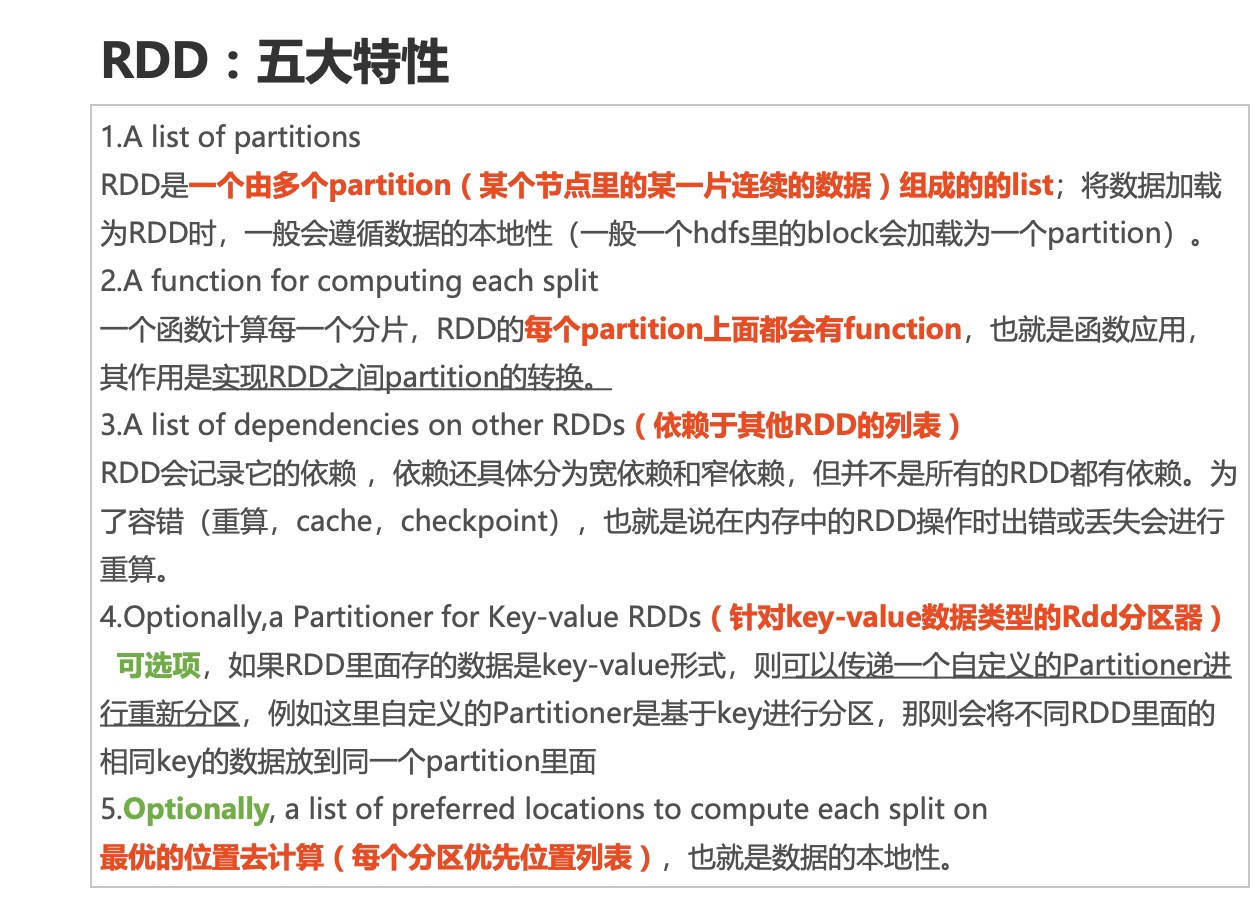 RDD：五大特性
1.A list of partitions
RDD是一个由多个partition（某个节点里的某一片连续的数据）组成的的list；将数据加载
为RDD时，一般会遵循数据的本地性（一般一个hdfs里的block会加载为一个partition）。
2.A function for computing each split
一个函数计算每一个分片，RDD的每个partition上面都会有function，也就是函数应用，
其作用是实现RDD之间partition的转换。
3.A list of dependencies on other RDDs（依赖于其他RDD的列表）
RDD会记录它的依赖 ，依赖还具体分为宽依赖和窄依赖，但并不是所有的RDD都有依赖。为
了容错（重算，cache，checkpoint），也就是说在内存中的RDD操作时出错或丢失会进行
重算。
4.Optionally,a Partitioner for Key-value RDDs（针对key-value数据类型的Rdd分区器）
可选项，如果RDD里面存的数据是key-value形式，则可以传递一个自定义的Partitioner进
行重新分区，例如这里自定义的Partitioner是基于key进行分区，那则会将不同RDD里面的
相同key的数据放到同一个partition里面
5.Optionally, a list of preferred locations to compute each split on
最优的位置去计算（每个分区优先位置列表），也就是数据的本地性。